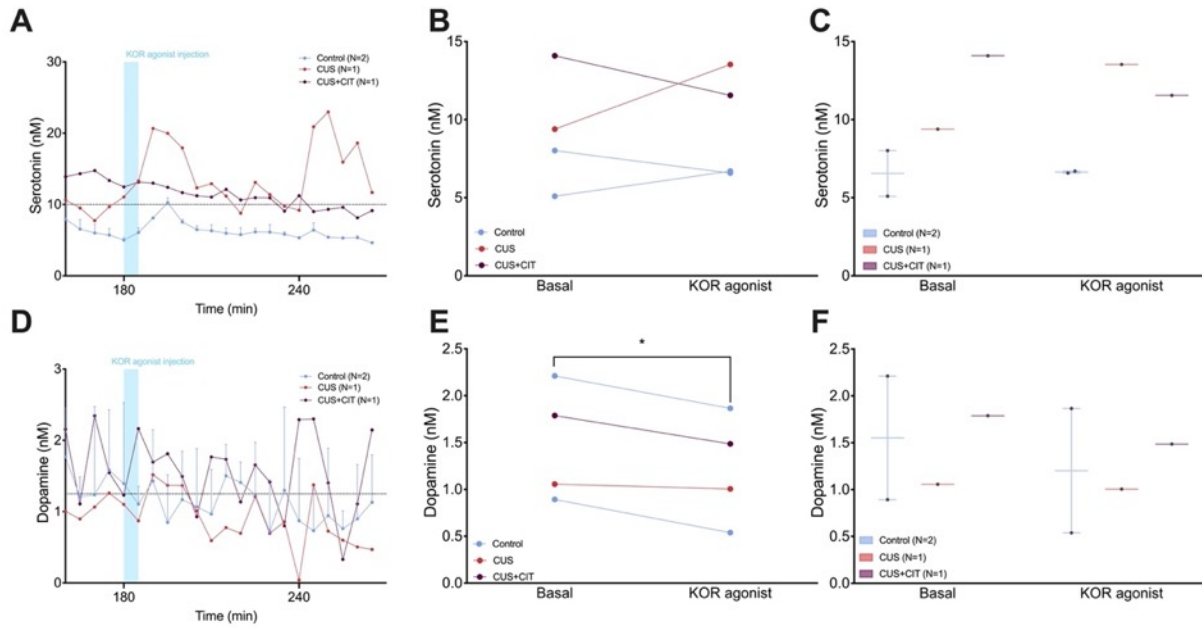 A
KOR agonist injection
Control (N=2)
CUS (N=1)
CUS+CIT (N=1)
Serotonin (nM)
30
20
10
0
180
240
Time (min)
B
Serotonin (nM)
15
10
5
0
Control
CUS
CUS+CIT
Basal
KOR agonist
C
Serotonin (nM)
15
10
5
0
Control (N=2)
CUS (N=1)
CUS+CIT (N=1)
Basal
KOR agonist
D
KOR agonist injection
Control (N=2)
CUS (N=1)
CUS+CIT (N=1)
Dopamine (nM)
3
2
1
0
180
240
Time (min)
E
Dopamine (nM)
2.5
2.0
1.5
1.0
0.5
0.0
*
Control
CUS
CUS+CIT
Basal
KOR agonist
F
Dopamine (nM)
2.5
2.0
1.5
1.0
0.5
0.0
Control (N=2)
CUS (N=1)
CUS+CIT (N=1)
Basal
KOR agonist